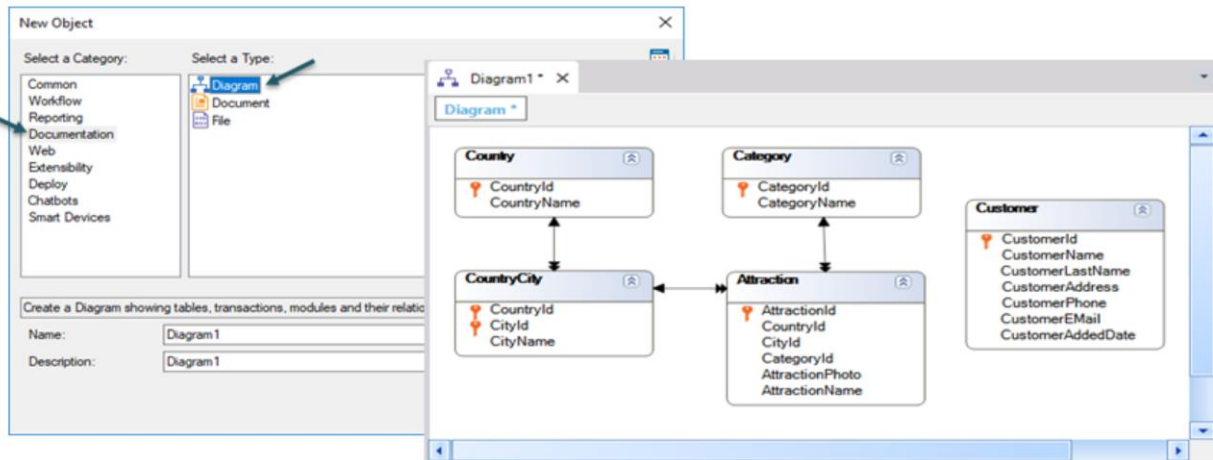 New Object
Select a Category:
Select a Type:
Common
Workflow
Reporting
Documentation
Web
Extensibility
Deploy
Chatbots
Smart Devices
Diagram
Document
File
Create a Diagram showing tables, transactions, modules and their
Name:
Diagram1
Description:
Diagram1
Diagram1 *
Diagram *
Country
CountryId
CountryName
Category
CategoryId
CategoryName
Customer
CustomerId
CustomerName
CustomerLastName
CustomerAddress
CustomerPhone
CustomerEMail
CustomerAddedDate
CountryCity
CountryId
CityId
CityName
Attraction
AttractionId
CountryId
CityId
CategoryId
AttractionPhoto
AttractionName